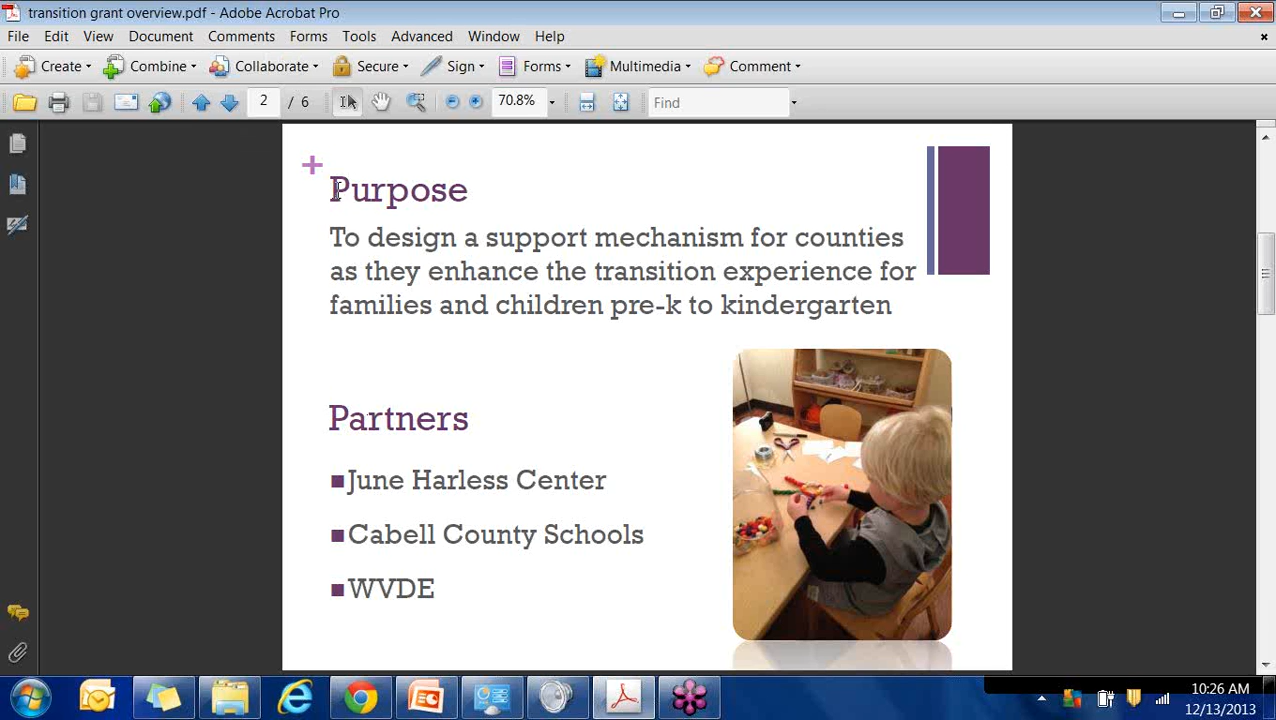 transition grant overview.pdf - Adobe Acrobat Pro
File Edit View Document Comments Forms Tools Advanced Window Help
Create Combine Collaborate Secure Sign Forms Multimedia Comment
2 / 6 70.8% Find
Purpose
To design a support mechanism for counties
as they enhance the transition experience for
families and children pre-k to kindergarten
Partners
June Harless Center
Cabell County Schools
WVDE
10:26 AM
12/13/2013